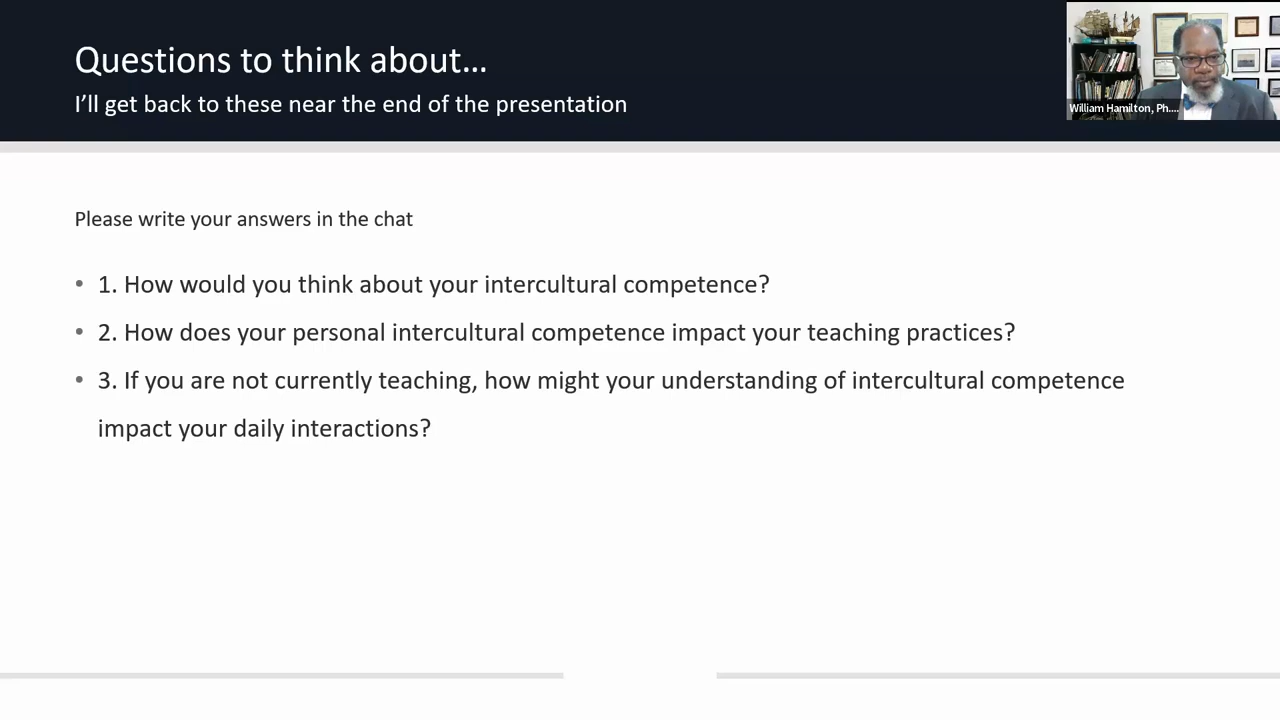 Questions to think about…
I’ll get back to these near the end of the presentation
William Hamilton, Ph....
Please write your answers in the chat
• 1. How would you think about your intercultural competence?
• 2. How does your personal intercultural competence impact your teaching practices?
• 3. If you are not currently teaching, how might your understanding of intercultural competence
impact your daily interactions?